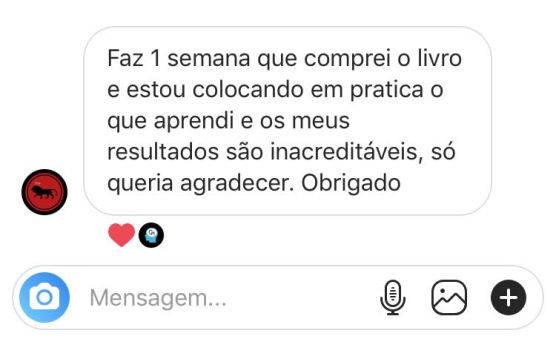 Faz 1 semana que comprei o livro
e estou colocando em pratica o
que aprendi e os meus
resultados são inacreditáveis, só
queria agradecer. Obrigado
Mensagem...